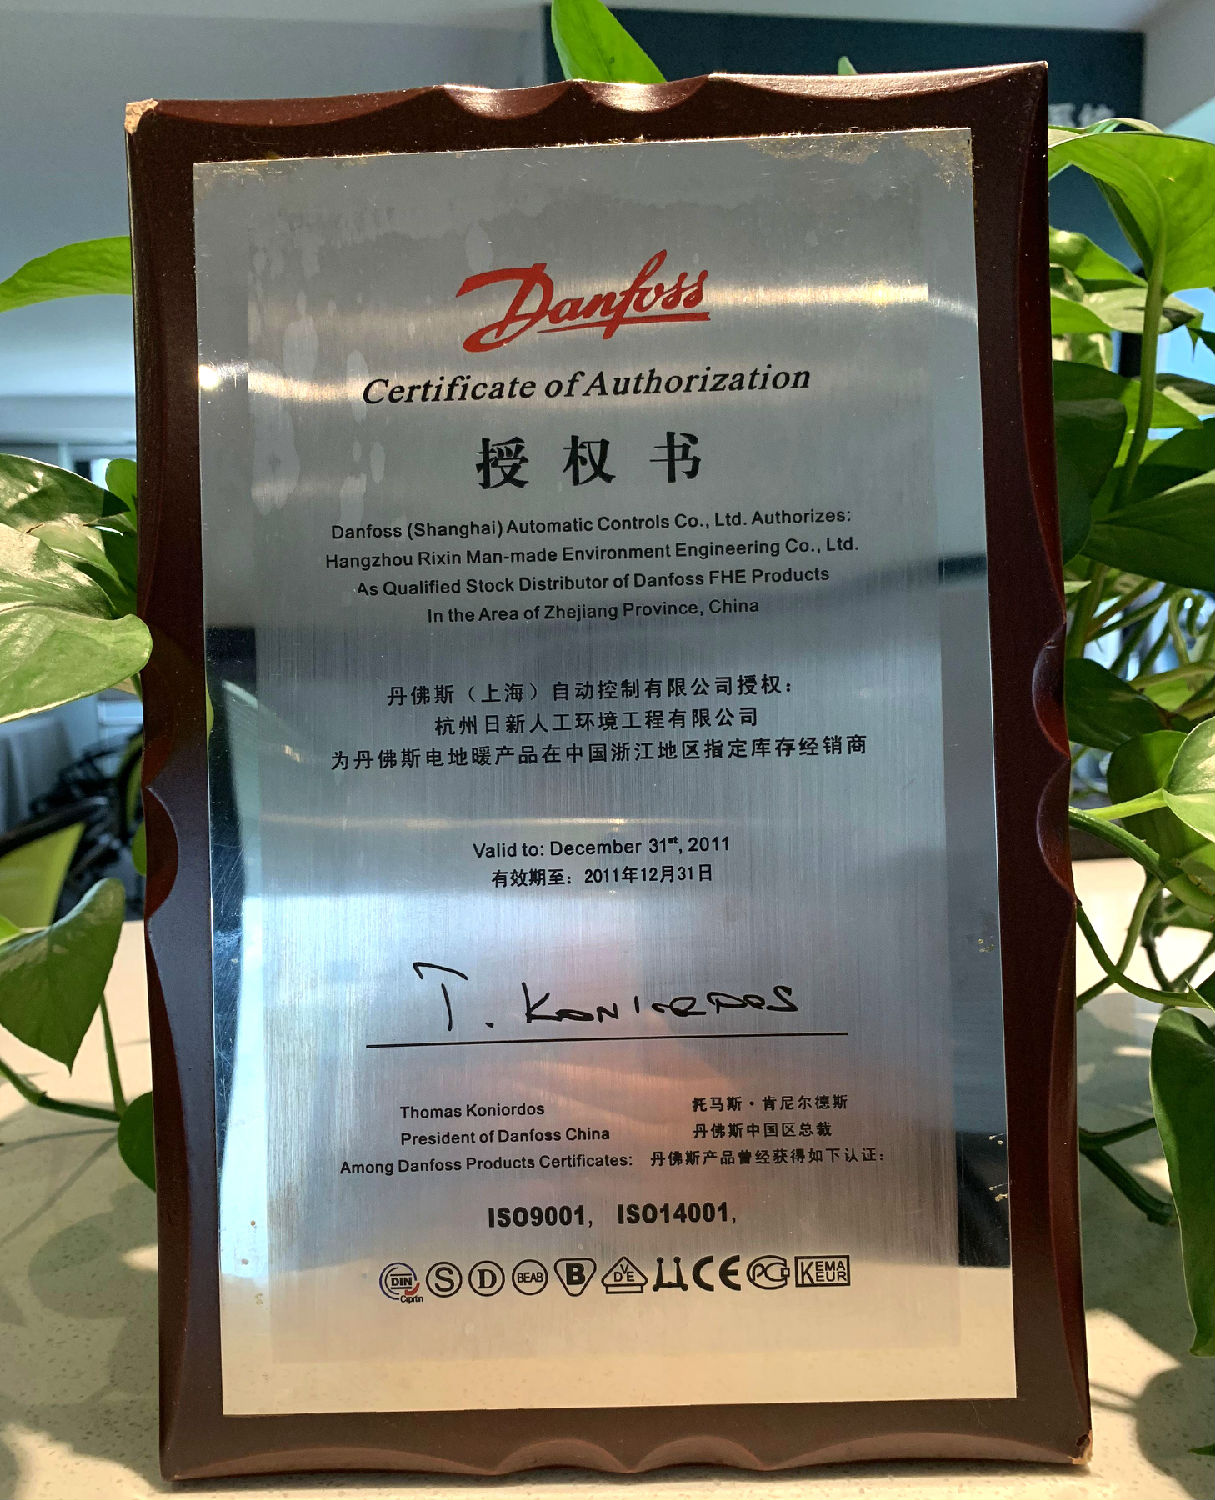 Danfoss
Certificate of Authorization
授权书
Danfoss (Shanghai) Automatic Controls Co., Ltd. Authorizes:
Hangzhou Rixin Man-made Environment Engineering Co., Ltd.
As Qualified Stock Distributor of Danfoss FHE Products
In the Area of Zhejiang Province, China
丹佛斯（上海）自动控制有限公司授权：
杭州日新人工环境工程有限公司
为丹佛斯电地暖产品在中国浙江地区指定库存经销商
Valid to: December 31st, 2011
有效期至：2011年12月31日
T. KONIORDOS
Thomas Koniordos 托马斯·肯尼尔德斯
President of Danfoss China 丹佛斯中国区总裁
Among Danfoss Products Certificates: 丹佛斯产品曾经获得如下认证：
ISO9001, ISO14001,
DIN S D BEAB B DVE CE PG KEMA
Certin KEUR